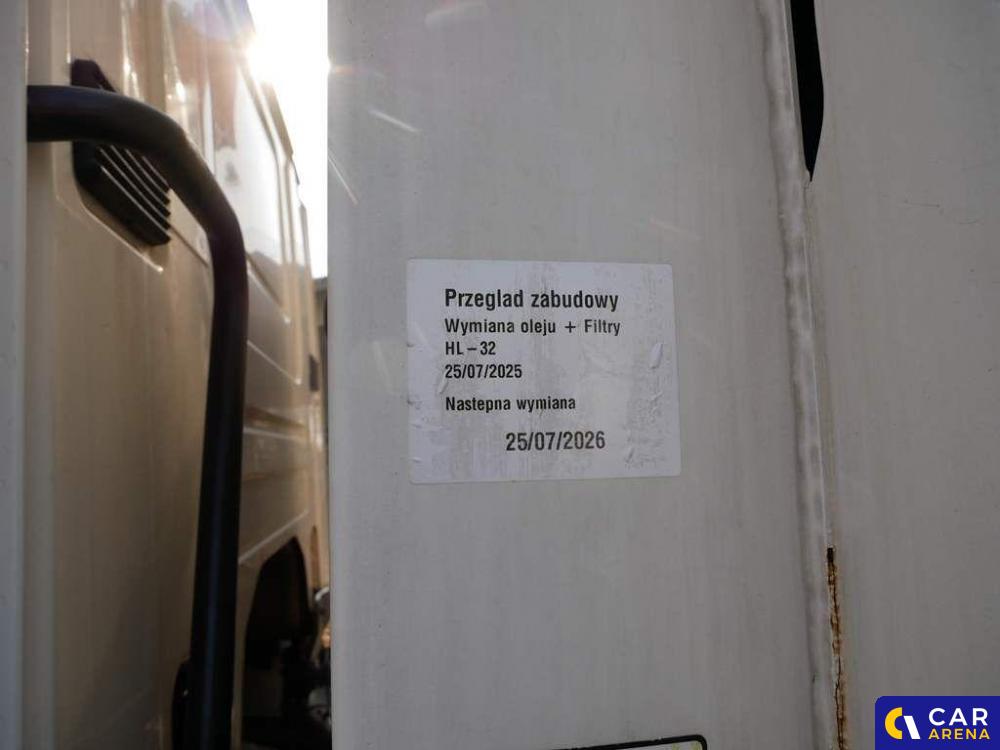 Przeglad zabudowy
Wymiana oleju + Filtry
HL-32
25/07/2025
Nastepna wymiana
25/07/2026
CAR
ARENA